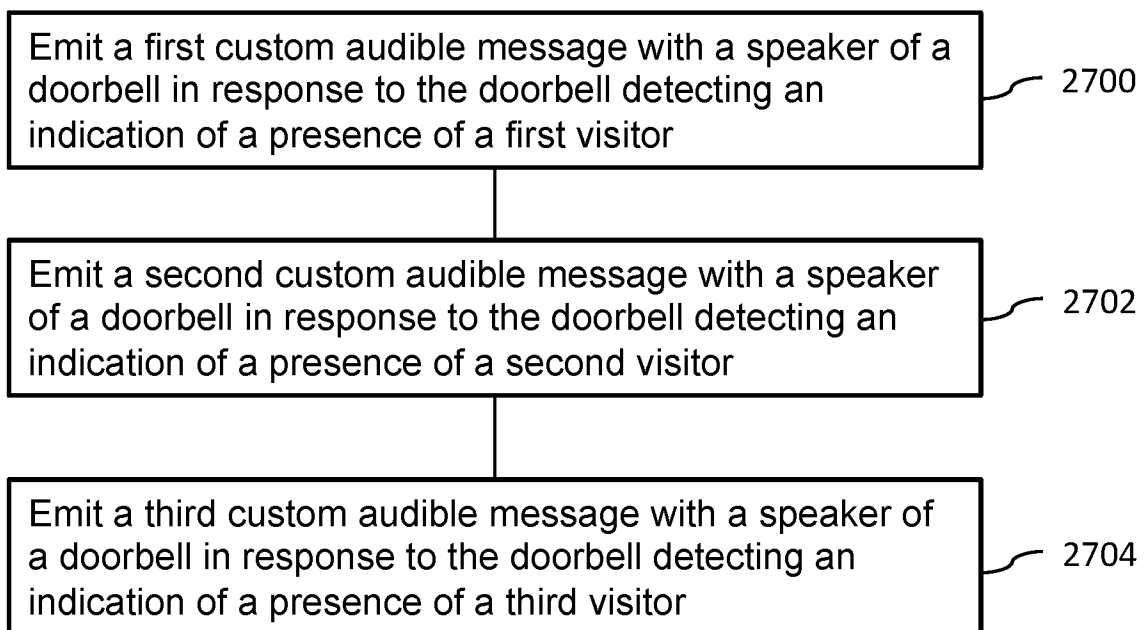 Emit a first custom audible message with a speaker of a
doorbell in response to the doorbell detecting an
indication of a presence of a first visitor
2700
Emit a second custom audible message with a speaker
of a doorbell in response to the doorbell detecting an
indication of a presence of a second visitor
2702
Emit a third custom audible message with a speaker of
a doorbell in response to the doorbell detecting an
indication of a presence of a third visitor
2704